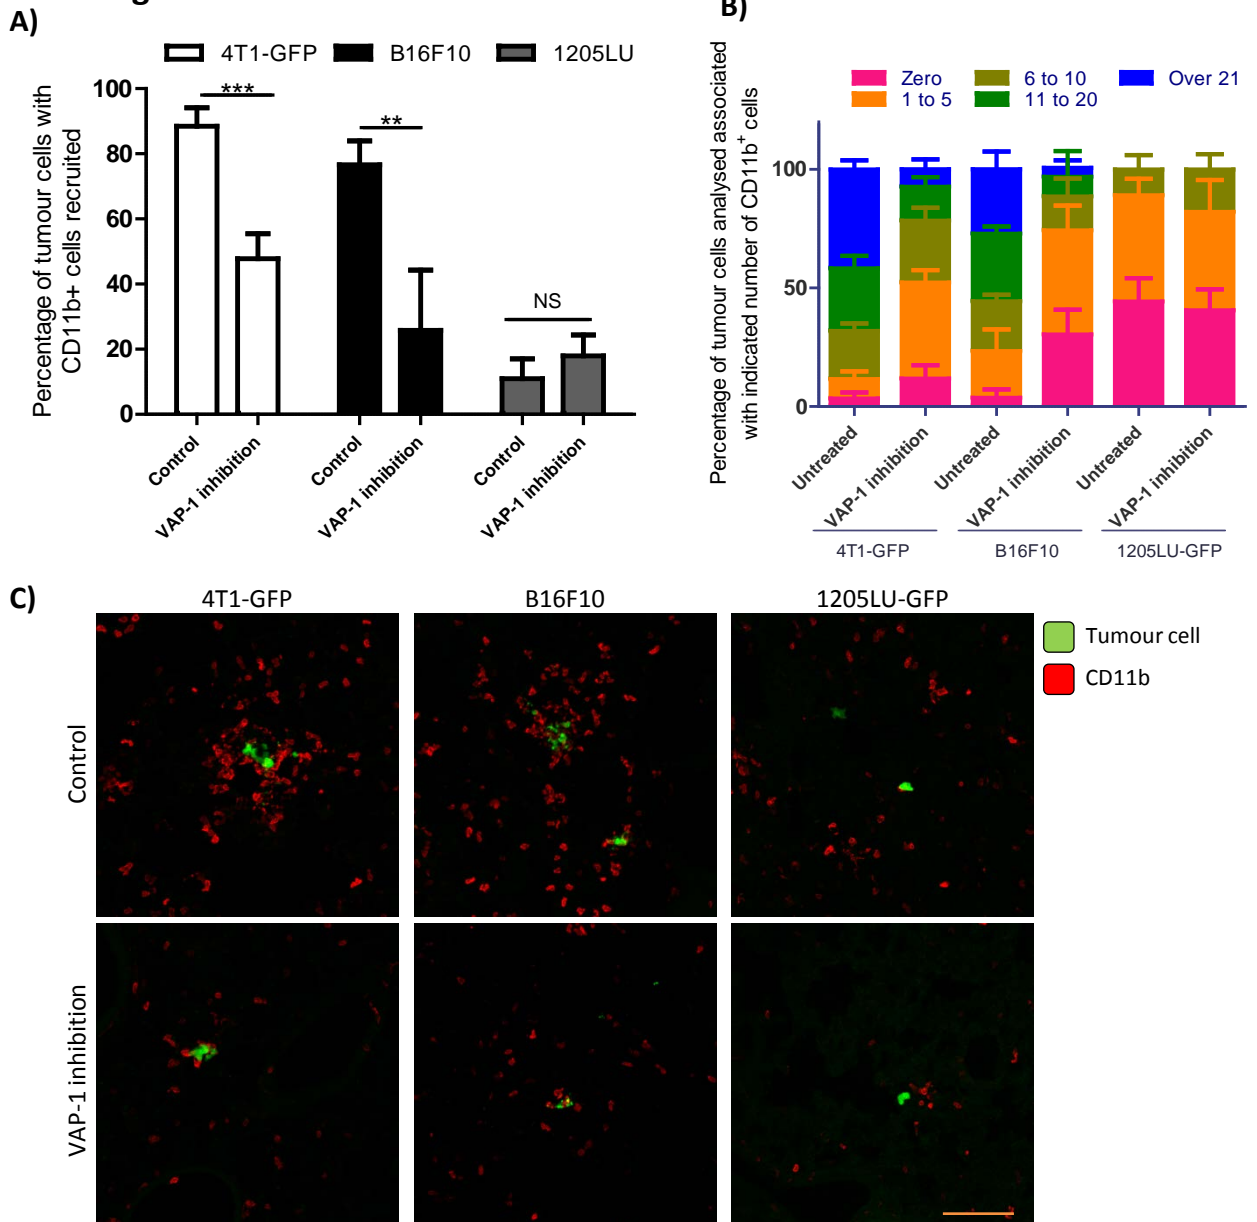 A)
4T1-GFP B16F10 1205LU
Percentage of tumour cells with
CD11b+ cells recruited
100
80
60
40
20
0
***
**
NS
Control
VAP-1 inhibition
Control
VAP-1 inhibition
Control
VAP-1 inhibition
B)
Zero 6 to 10 Over 21
1 to 5 11 to 20
Percentage of tumour cells analysed associated
with indicated number of CD11b+ cells
100
50
0
Untreated
VAP-1 inhibition
Untreated
VAP-1 inhibition
Untreated
VAP-1 inhibition
4T1-GFP B16F10 1205LU-GFP
C)
4T1-GFP B16F10 1205LU-GFP
Control
VAP-1 inhibition
Tumour cell
CD11b